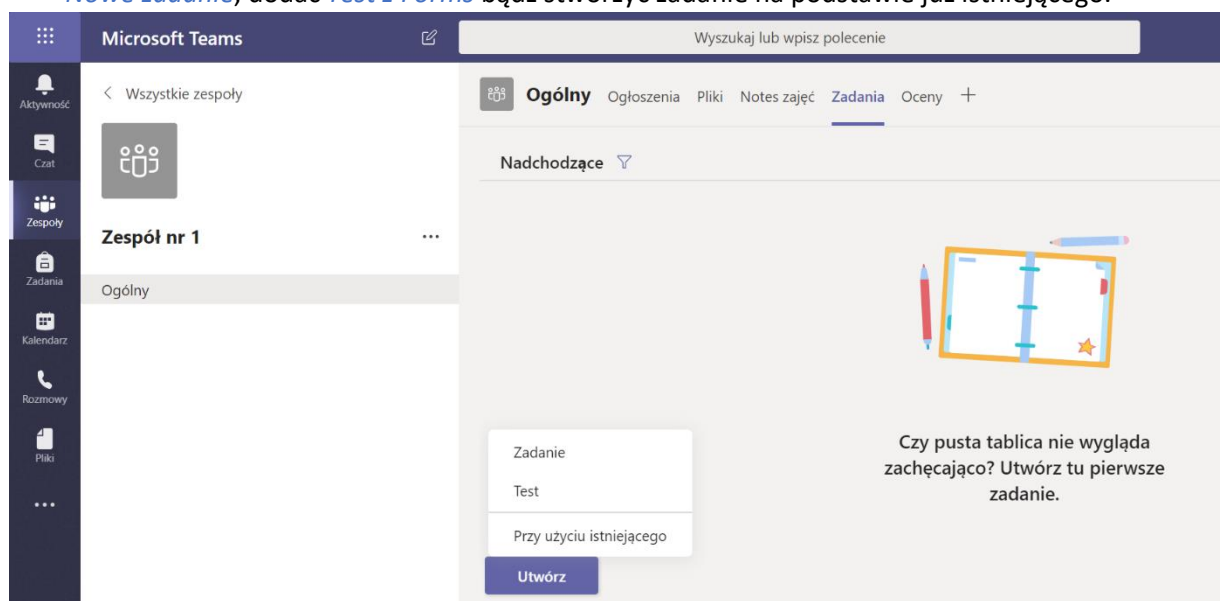 Nowe zadanie, dodać Test z Forms bądź stworzyć zadanie na podstawie już istniejącego.
Microsoft Teams
Wyszukaj lub wpisz polecenie
Aktywność
Czat
Zespoły
Zadania
Kalendarz
Rozmowy
Pliki
Wszystkie zespoły
Zespół nr 1
Ogólny
Ogólny Ogłoszenia Pliki Notes zajęć Zadania Oceny
Nadchodzące
Czy pusta tablica nie wygląda
zachęcająco? Utwórz tu pierwsze
zadanie.
Zadanie
Test
Przy użyciu istniejącego
Utwórz